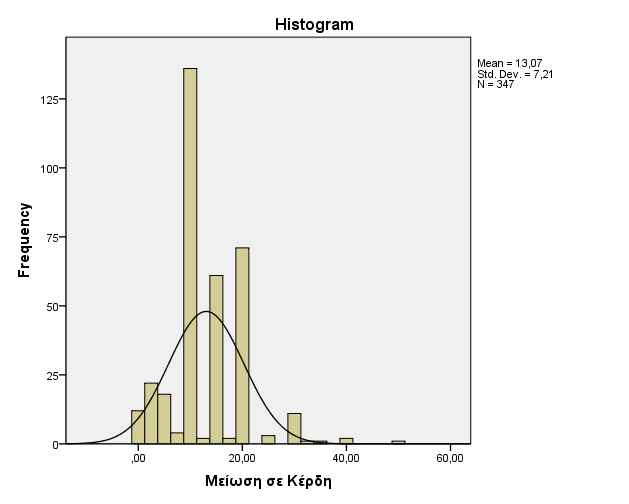 Histogram
Mean = 13,07
Std. Dev. = 7,21
N = 347
Frequency
125
100
75
50
25
0
,00
20,00
40,00
60,00
Μείωση σε Κέρδη